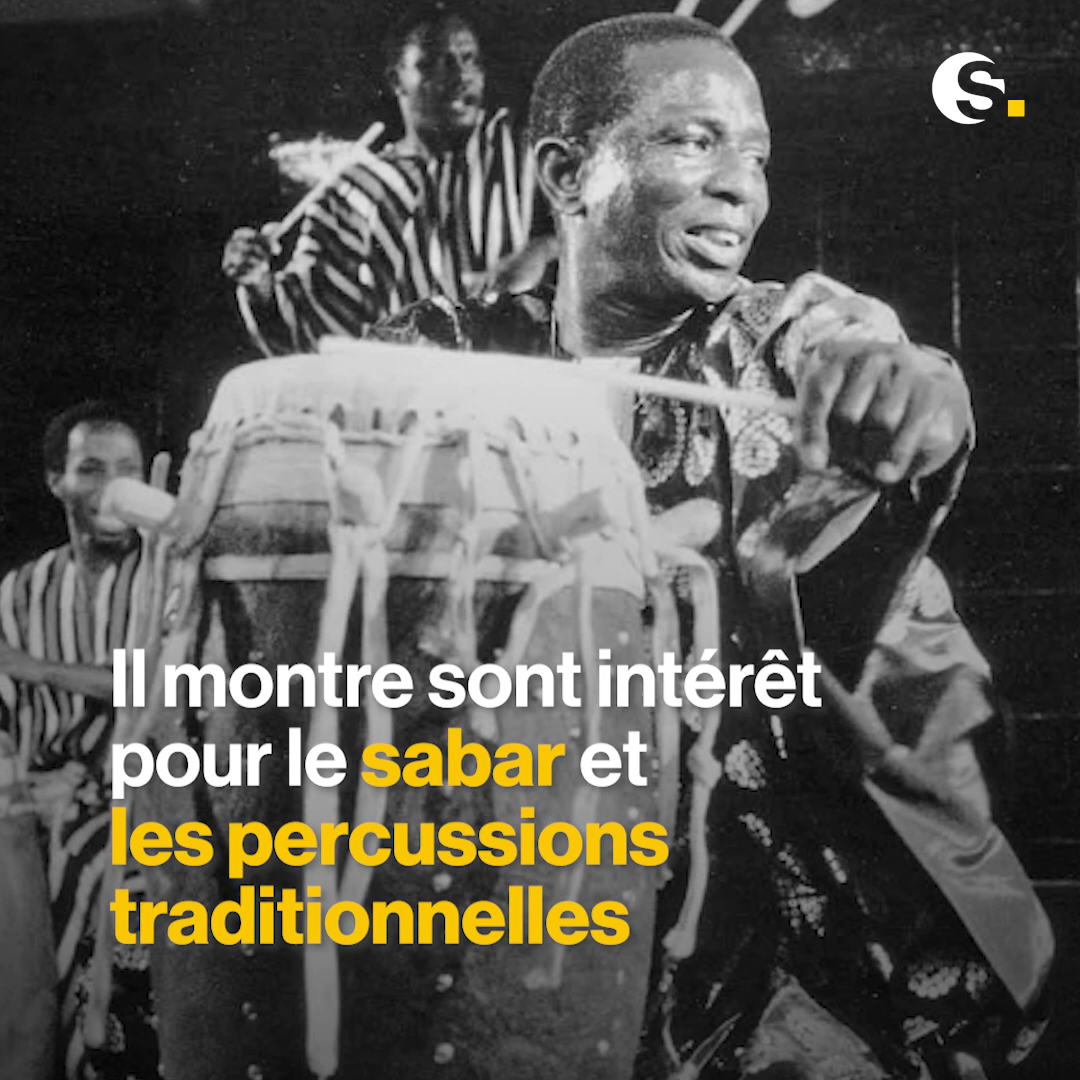 S.
Il montre sont intérêt
pour le sabar et
les percussions
traditionnelles